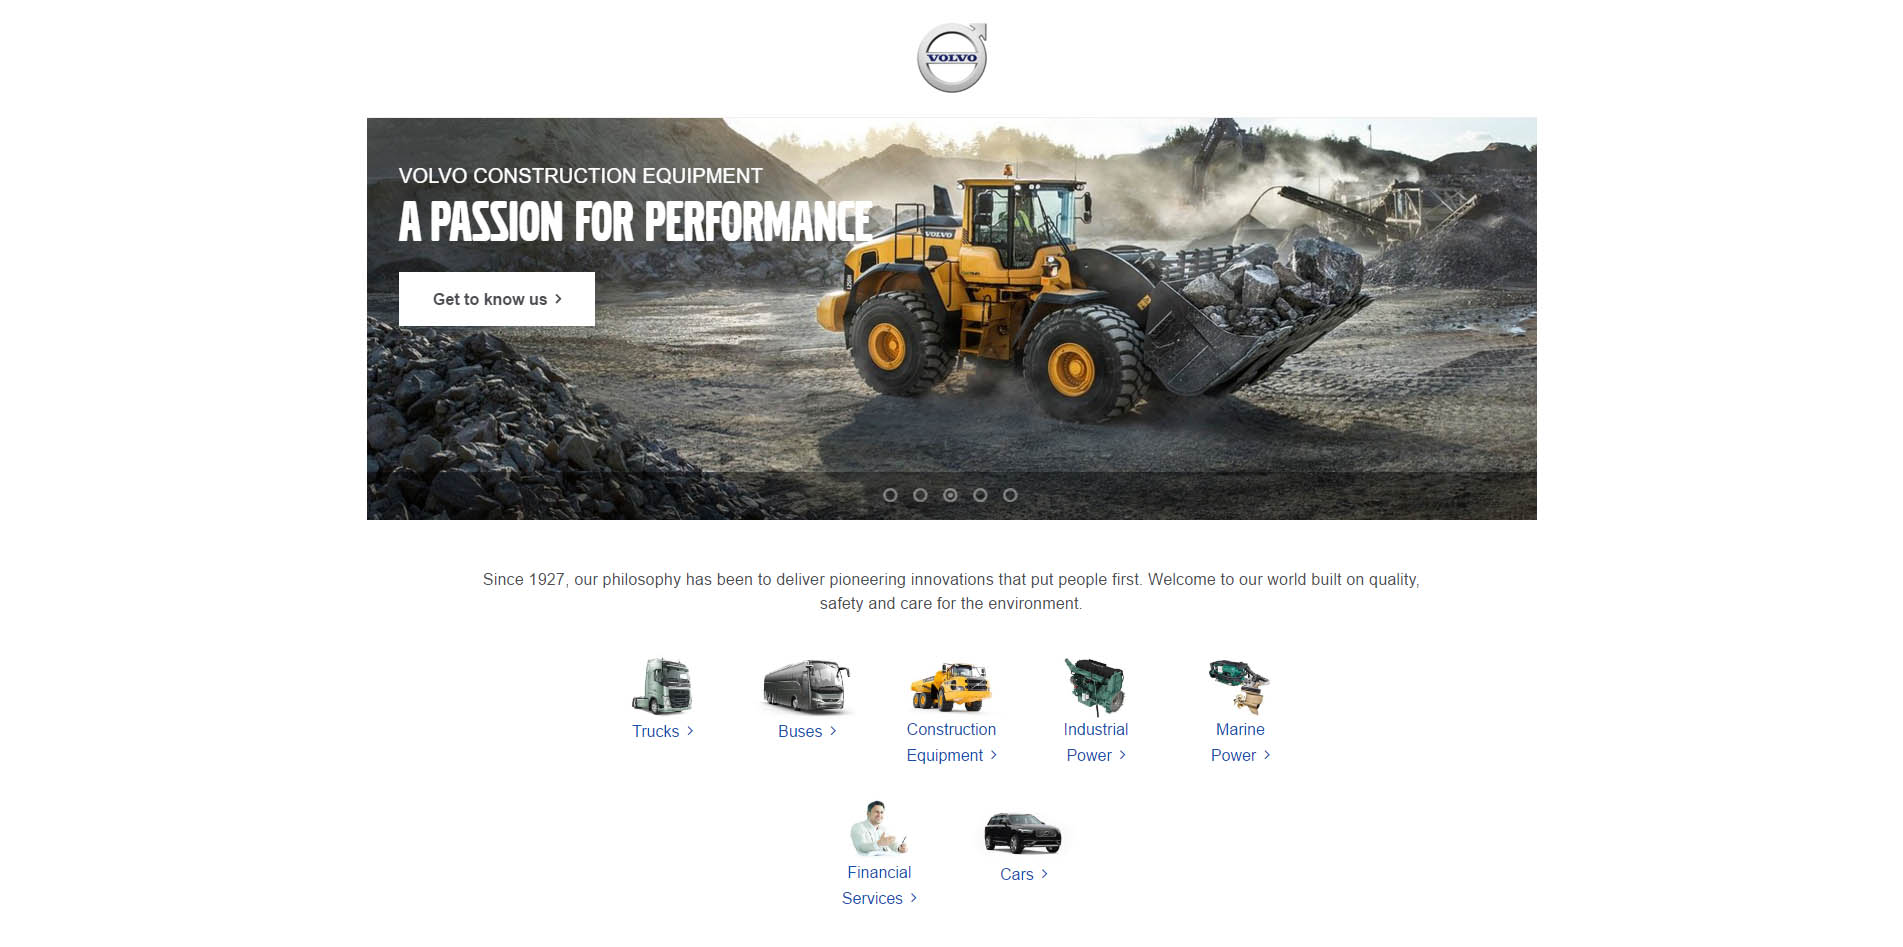 VOLVO
VOLVO CONSTRUCTION EQUIPMENT
A PASSION FOR PERFORMANCE
VOLVO
Get to know us
Since 1927, our philosophy has been to deliver pioneering innovations that put people first. Welcome to our world built on quality,
safety and care for the environment.
Trucks
Buses
Construction
Equipment
Industrial
Power
Marine
Power
Financial
Services
Cars